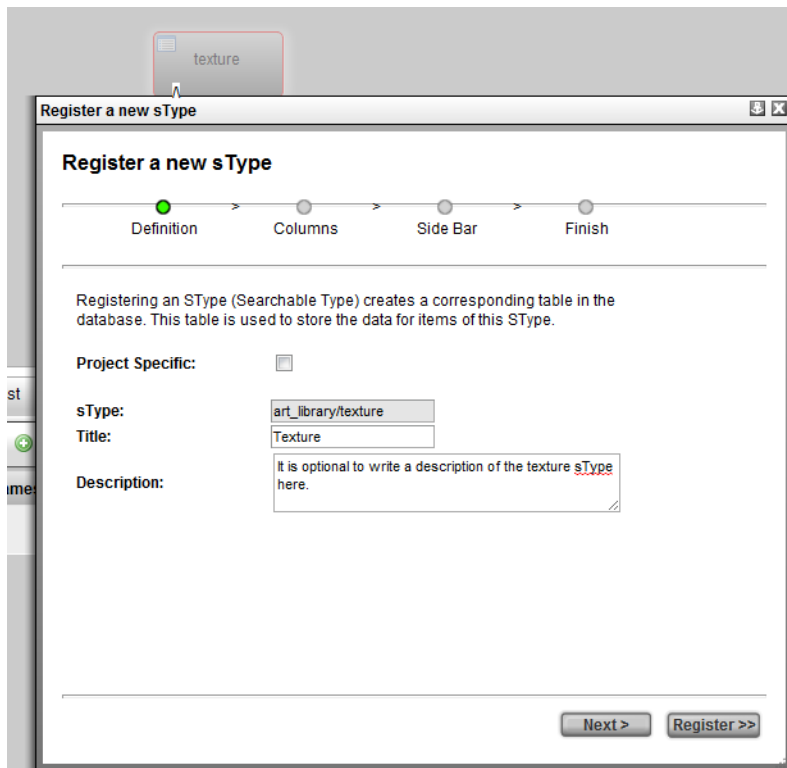 texture
Register a new sType
Register a new sType
> > >
Definition Columns Side Bar Finish
Registering an SType (Searchable Type) creates a corresponding table in the
database. This table is used to store the data for items of this SType.
Project Specific:
st
sType: art_library/texture
Title: Texture
It is optional to write a description of the texture sType
Description:
here.
Next >
Register >>